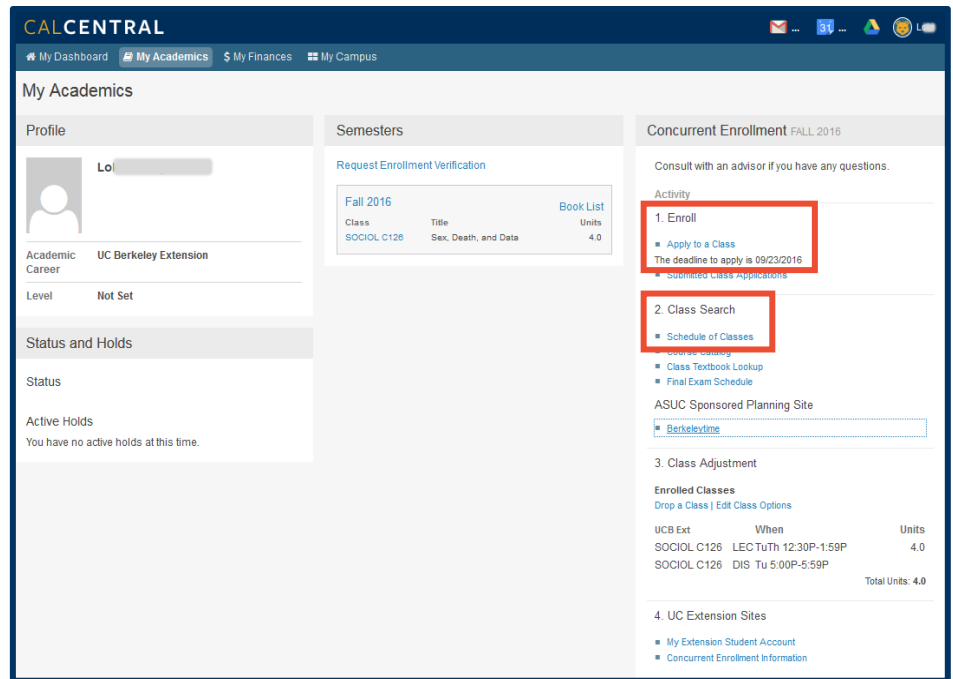 CALCENTRAL
31
My Dashboard My Academics $ My Finances My Campus
My Academics
Profile
Academic Career UC Berkeley Extension
Level Not Set
Status and Holds
Status
Active Holds
You have no active holds at this time.
Semesters
Request Enrollment Verification
Fall 2016 Book List
Class Title Units
SOCIOL C126 Sex, Death, and Data 4.0
Concurrent Enrollment FALL 2016
Consult with an advisor if you have any questions.
Activity
1. Enroll
Apply to a Class
The deadline to apply is 09/23/2016
Submitted Class Applications
2. Class Search
Schedule of Classes
Course Catalog
Class Textbook Lookup
Final Exam Schedule
ASUC Sponsored Planning Site
Berkeleytime
3. Class Adjustment
Enrolled Classes
Drop a Class | Edit Class Options
UCB Ext When Units
SOCIOL C126 LEC TuTh 12:30P-1:59P 4.0
SOCIOL C126 DIS Tu 5:00P-5:59P
Total Units: 4.0
4. UC Extension Sites
My Extension Student Account
Concurrent Enrollment Information